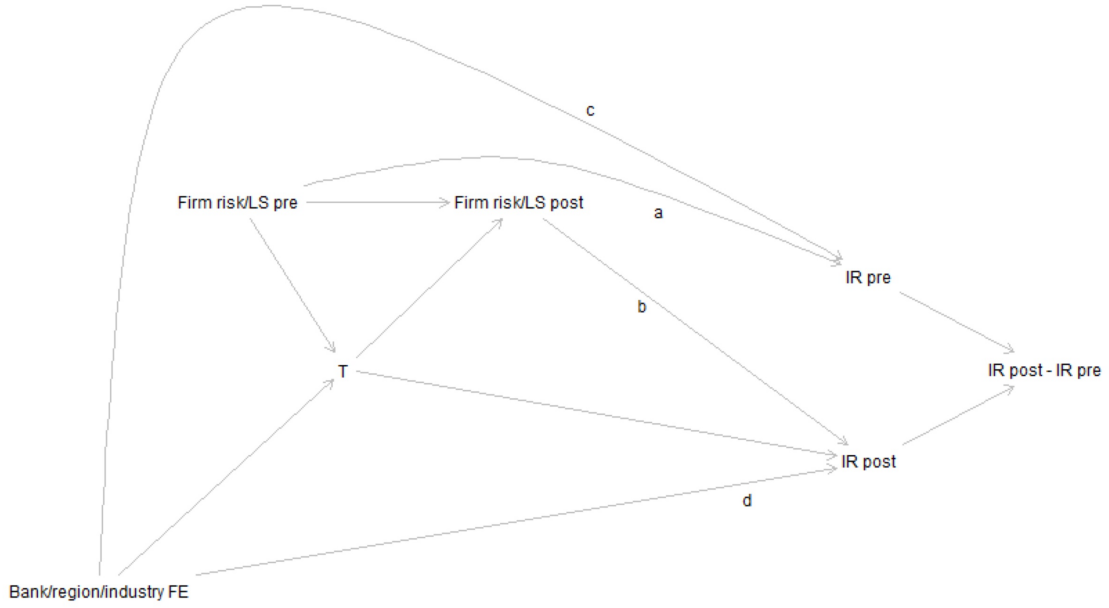 c
Firm risk/LS pre
Firm risk/LS post
a
IR pre
b
T
IR post - IR pre
IR post
d
Bank/region/industry FE